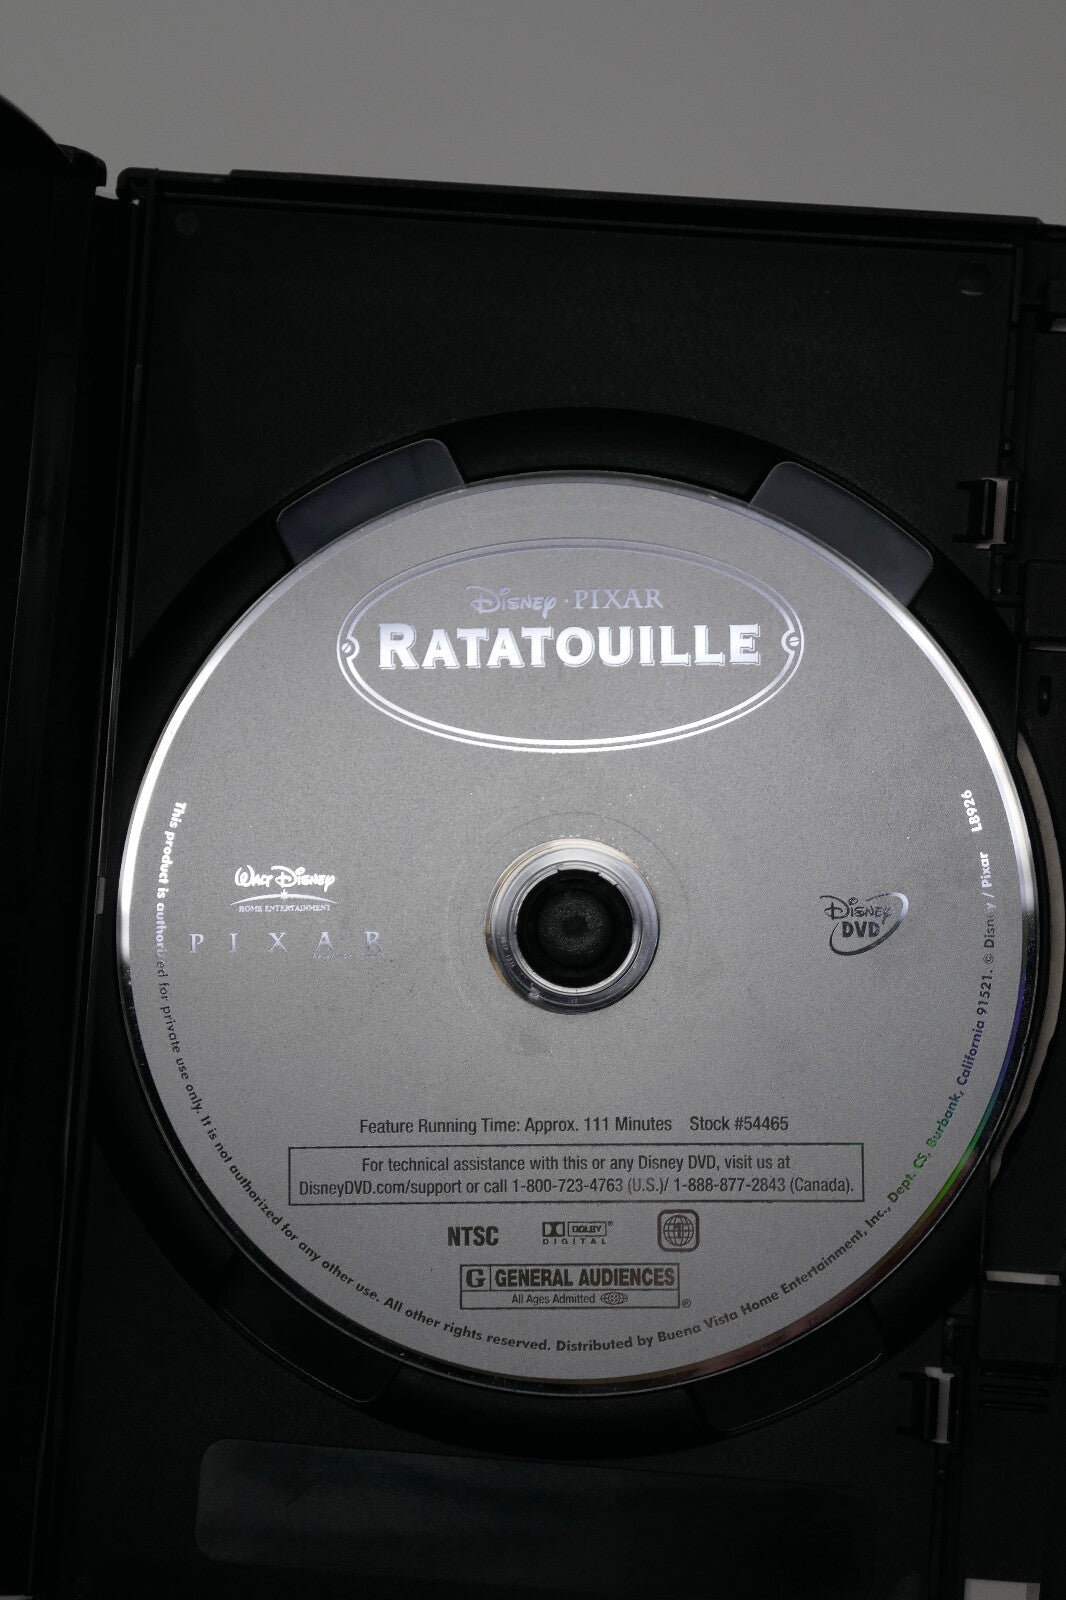 Disney · PIXAR
RATATOUILLE
WALT DISNEY
HOME ENTERTAINMENT
PIXAR
Disney
DVD
Feature Running Time: Approx. 111 Minutes Stock #54465
For technical assistance with this or any Disney DVD, visit us at
DisneyDVD.com/support or call 1-800-723-4763 (U.S.)/ 1-888-877-2843 (Canada).
NTSC
DOLBY
DIGITAL
1
G GENERAL AUDIENCES
All Ages Admitted
®
This product is authorized for private use only. It is not authorized for any other use. All other rights reserved. Distributed by Buena Vista Home Entertainment, Inc., Dept. CS, Burbank, California 91521. © Disney / Pixar L8926